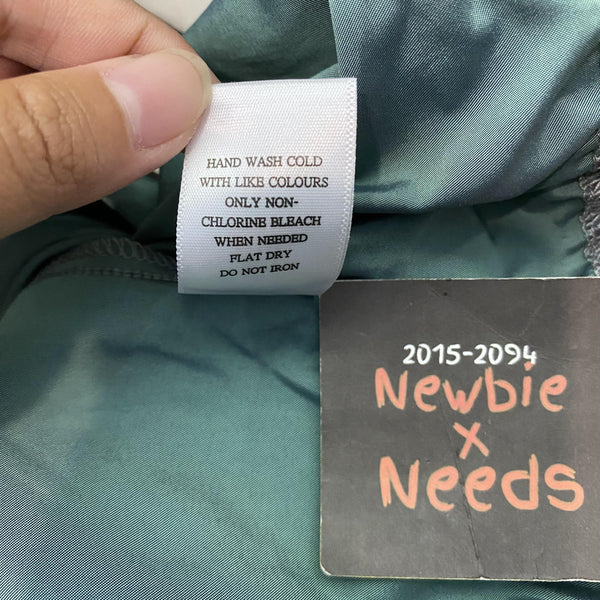 HAND WASH COLD
WITH LIKE COLOURS
ONLY NON-
CHLORINE BLEACH
WHEN NEEDED
FLAT DRY
DO NOT IRON
2015-2094
Newbie
x
Needs